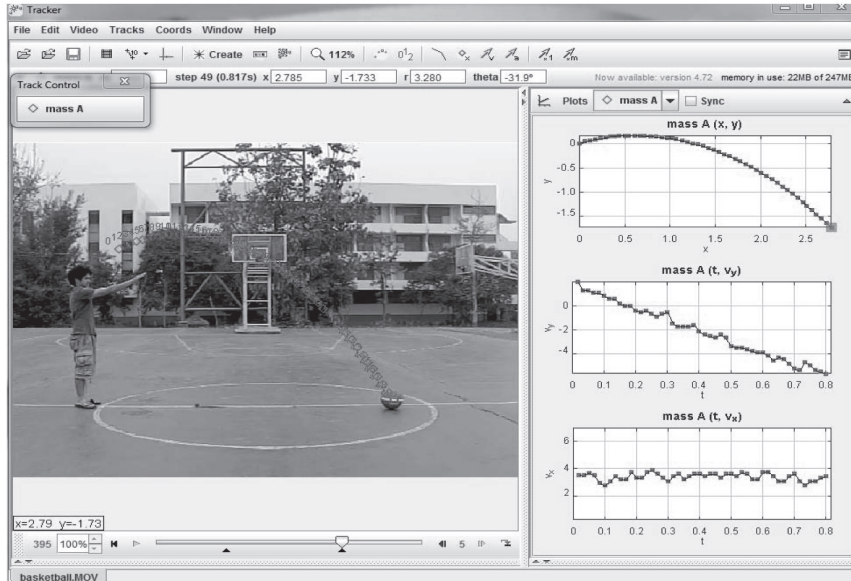 Tracker
File Edit Video Tracks Coords Window Help
Create 112%
step 49 (0.817s) x 2.785 y -1.733 r 3.280 theta -31.9° Now available: version 4.72 memory in use: 22MB of 247MB
Track Control
mass A
Plots mass A Sync
mass A (x, y)
-0.5
-1.0
-1.5
y
0 0.5 1.0 1.5 2.0 2.5
x
mass A (t, vy)
0
-2
-4
vy
0 0.1 0.2 0.3 0.4 0.5 0.6 0.7 0.8
t
mass A (t, vx)
6
4
2
vx
0 0.1 0.2 0.3 0.4 0.5 0.6 0.7 0.8
t
x=2.79 y=-1.73
395 100% 5
basketball.MOV